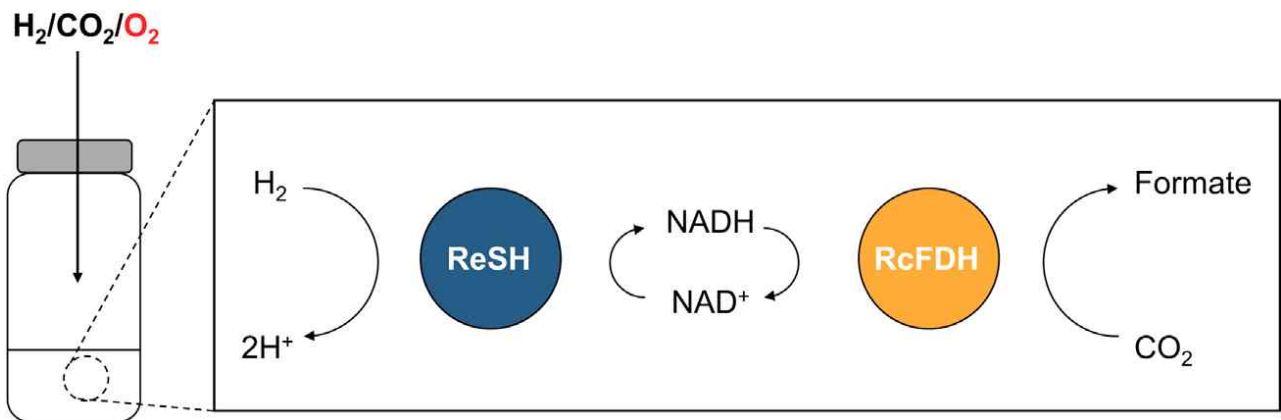 H₂/CO₂/O₂
H₂
ReSH
NADH
NAD⁺
RcFDH
Formate
2H⁺
CO₂